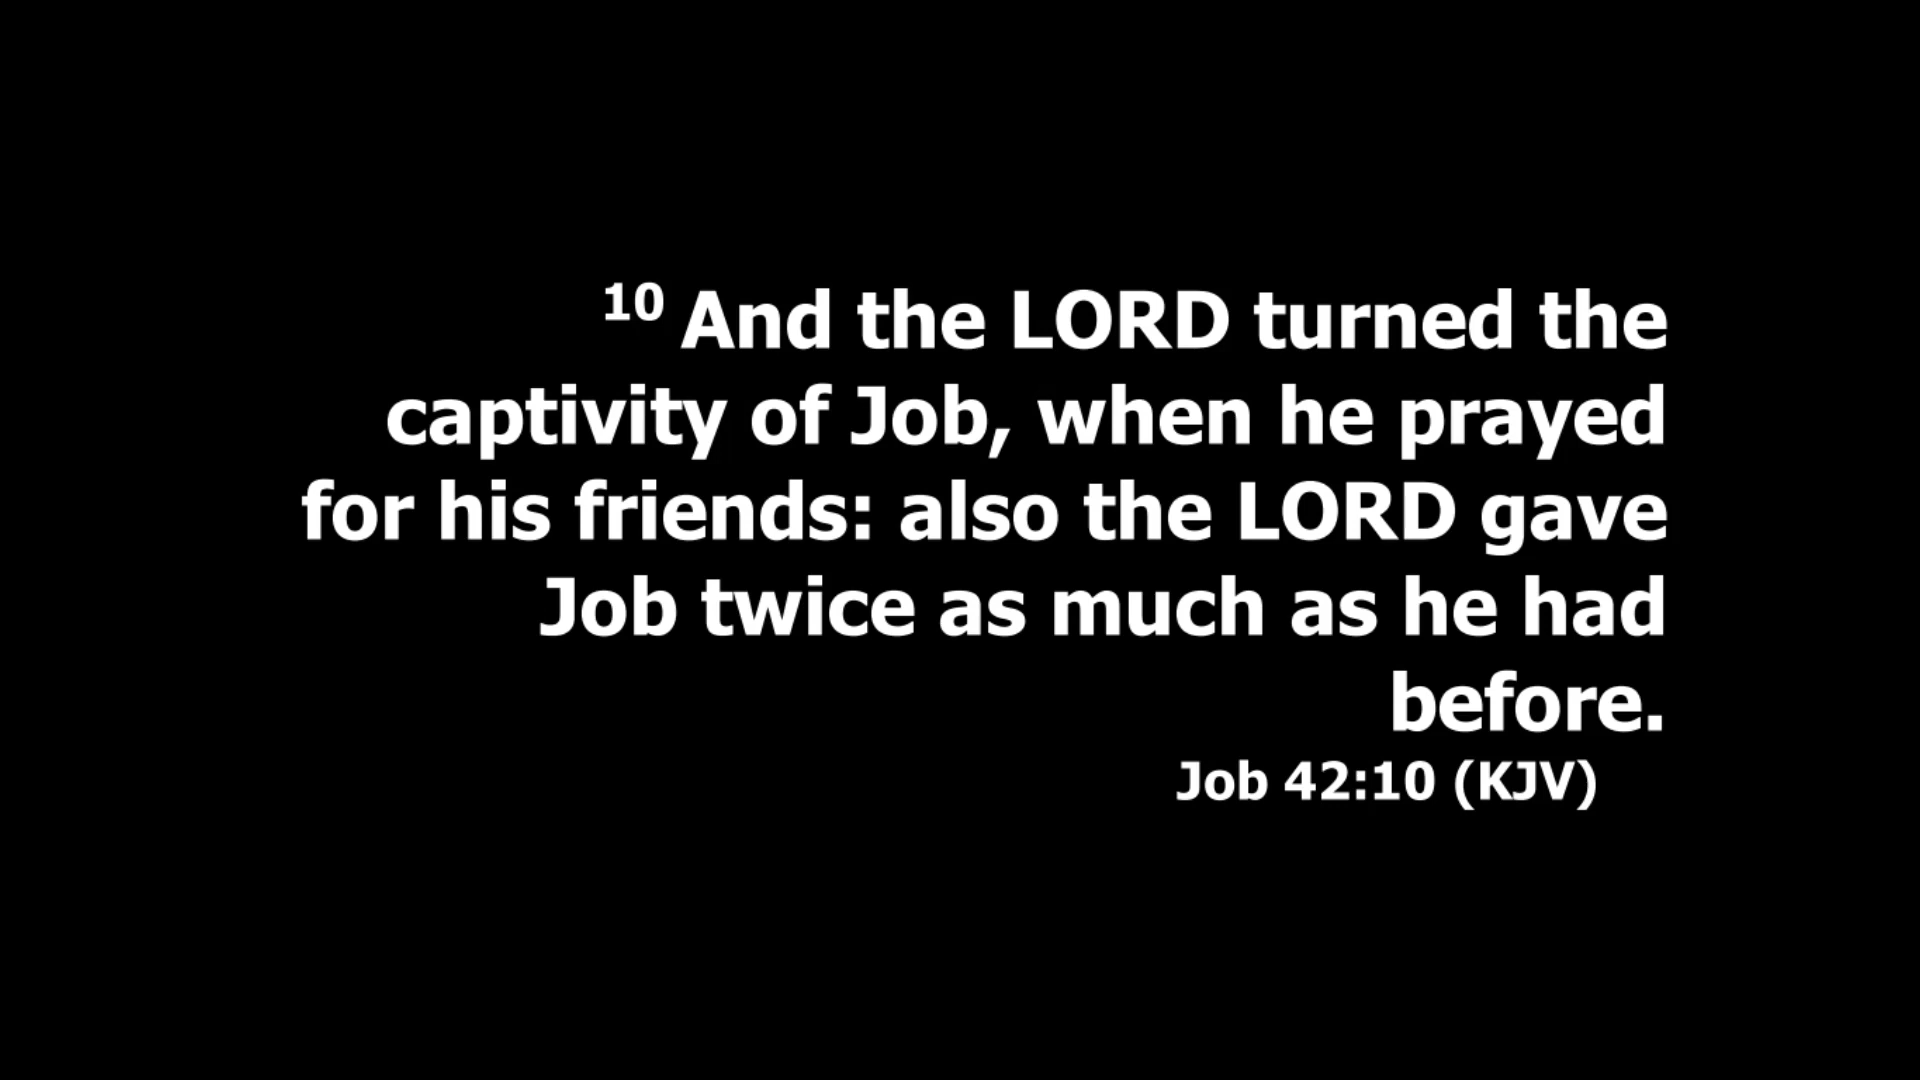 10 And the LORD turned the
captivity of Job, when he prayed
for his friends: also the LORD gave
Job twice as much as he had
before.
Job 42:10 (KJV)